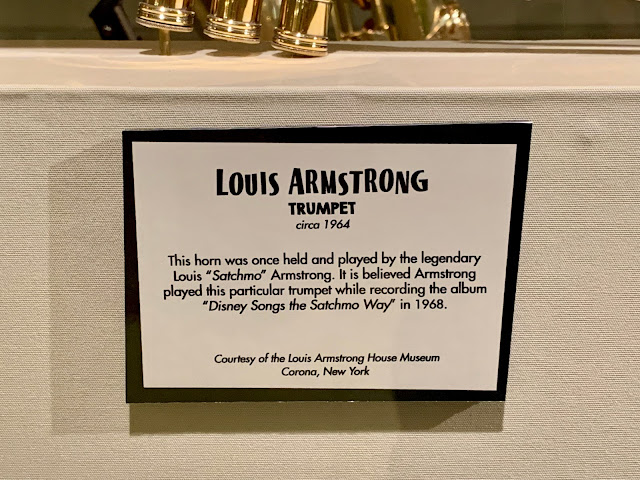 LOUIS ARMSTRONG
TRUMPET
circa 1964
This horn was once held and played by the legendary
Louis “Satchmo” Armstrong. It is believed Armstrong
played this particular trumpet while recording the album
“Disney Songs the Satchmo Way” in 1968.
Courtesy of the Louis Armstrong House Museum
Corona, New York